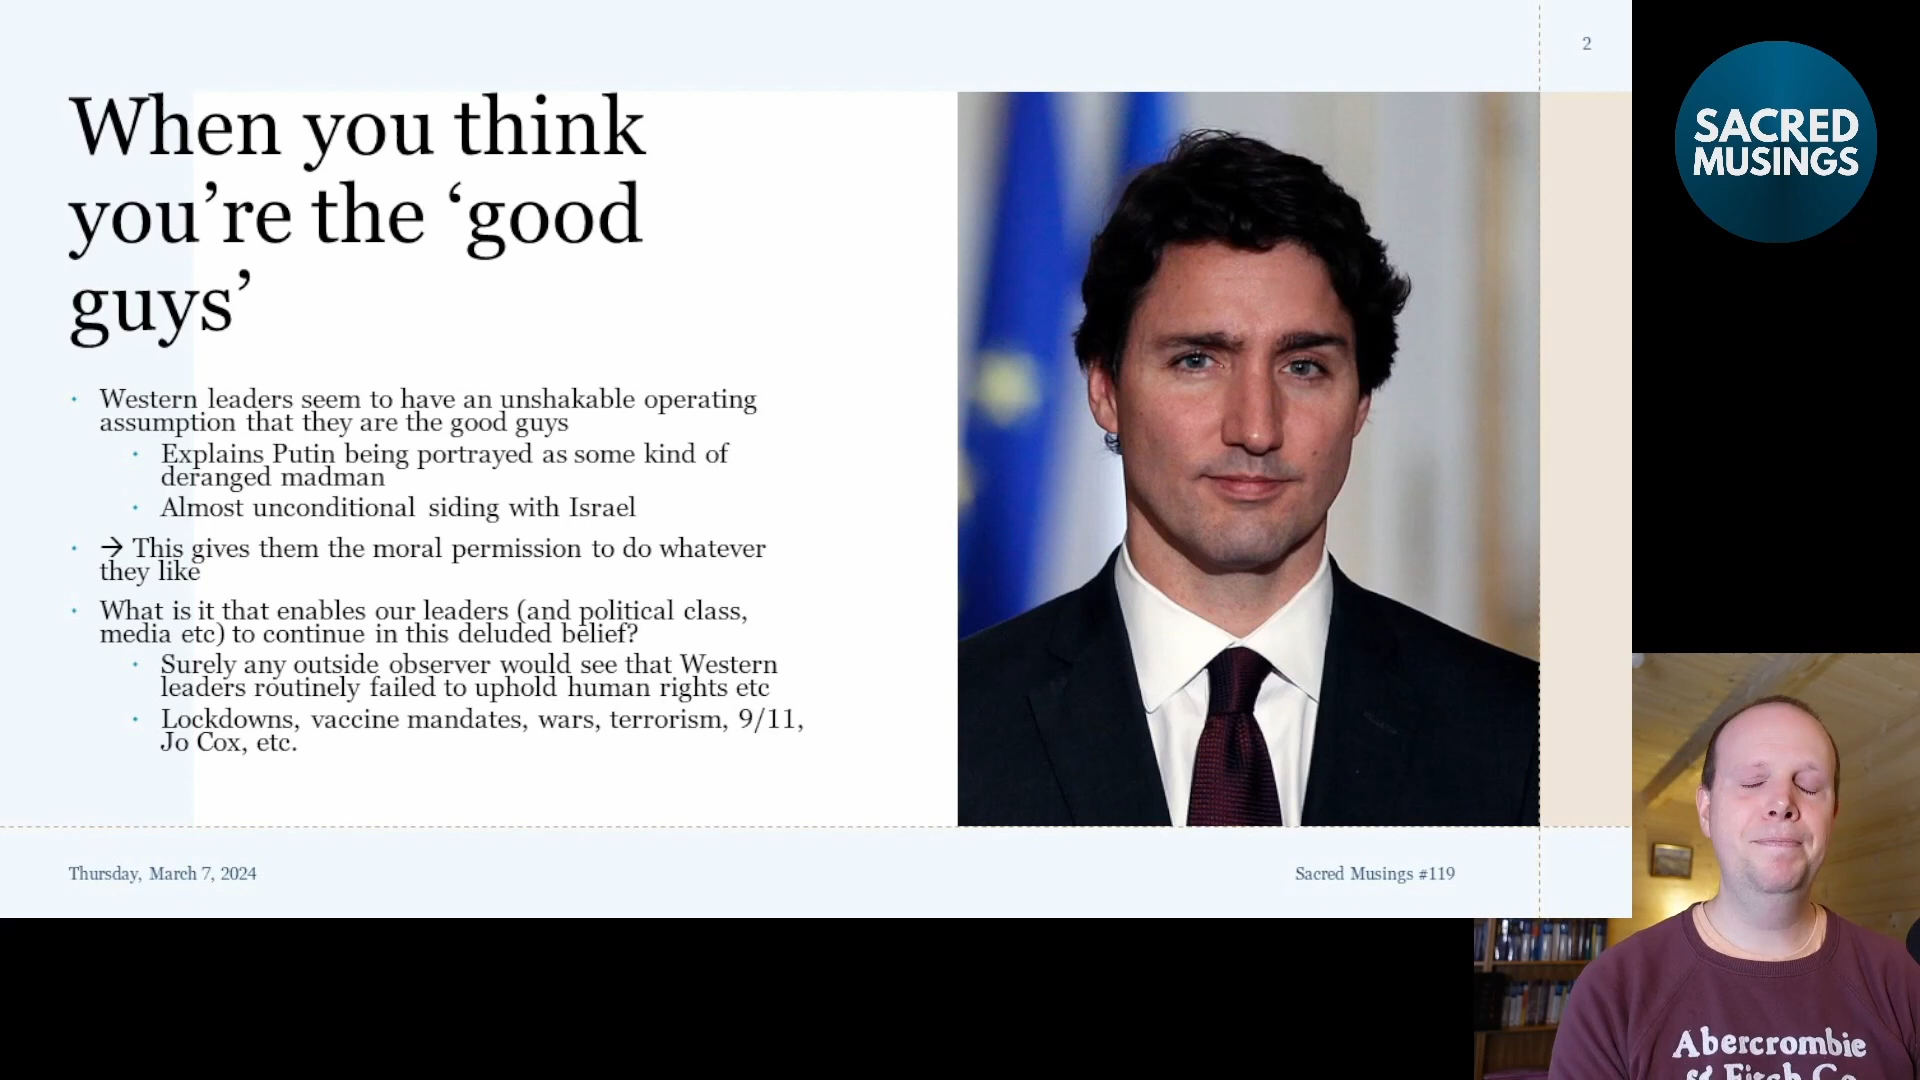 2
SACRED
MUSINGS
When you think
you’re the ‘good
guys’
• Western leaders seem to have an unshakable operating
assumption that they are the good guys
• Explains Putin being portrayed as some kind of
deranged madman
• Almost unconditional siding with Israel
• → This gives them the moral permission to do whatever
they like
• What is it that enables our leaders (and political class,
media etc) to continue in this deluded belief?
• Surely any outside observer would see that Western
leaders routinely failed to uphold human rights etc
• Lockdowns, vaccine mandates, wars, terrorism, 9/11,
Jo Cox, etc.
Thursday, March 7, 2024
Sacred Musings #119
Abercrombie
& Fitch Co